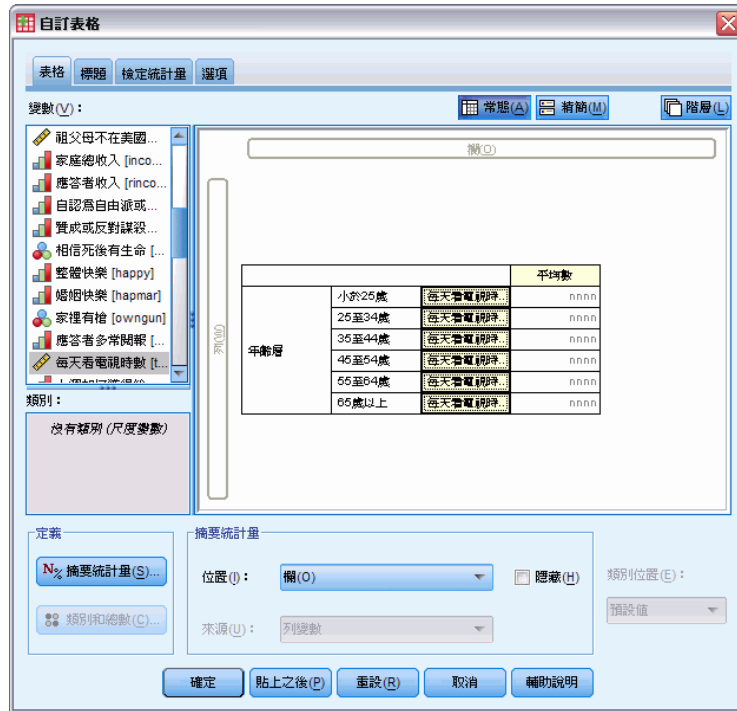 自訂表格
表格 標題 檢定統計量 選項
變數(V)：
常態(A) 精簡(M) 階層(L)
祖父母不在美國...
家庭總收入 [inco...
應答者收入 [rinco...
自認為自由派或...
贊成或反對謀殺...
相信死後有生命 [...
整體快樂 [happy]
婚姻快樂 [hapmar]
家裡有槍 [owngun]
應答者多常閱報 [...
每天看電視時數 [t...
類別：
沒有類別 (尺度變數)
欄(O)
列(W)
平均數
年齡層
小於25歲 每天看電視時.. nnnn
25至34歲 每天看電視時.. nnnn
35至44歲 每天看電視時.. nnnn
45至54歲 每天看電視時.. nnnn
55至64歲 每天看電視時.. nnnn
65歲以上 每天看電視時.. nnnn
定義
N% 摘要統計量(S)...
類別和總數(C)...
摘要統計量
位置(I)： 欄(O) 隱藏(H)
來源(U)： 列變數
類別位置(E)：
預設值
確定 貼上之後(P) 重設(R) 取消 輔助說明